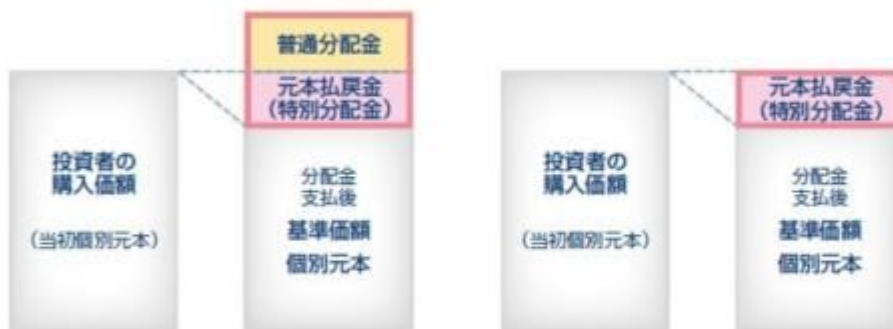 普通分配金
元本払戻金
（特別分配金）
投資者の
購入価額
（当初個別元本）
分配金
支払後
基準価額
個別元本
元本払戻金
（特別分配金）
投資者の
購入価額
（当初個別元本）
分配金
支払後
基準価額
個別元本